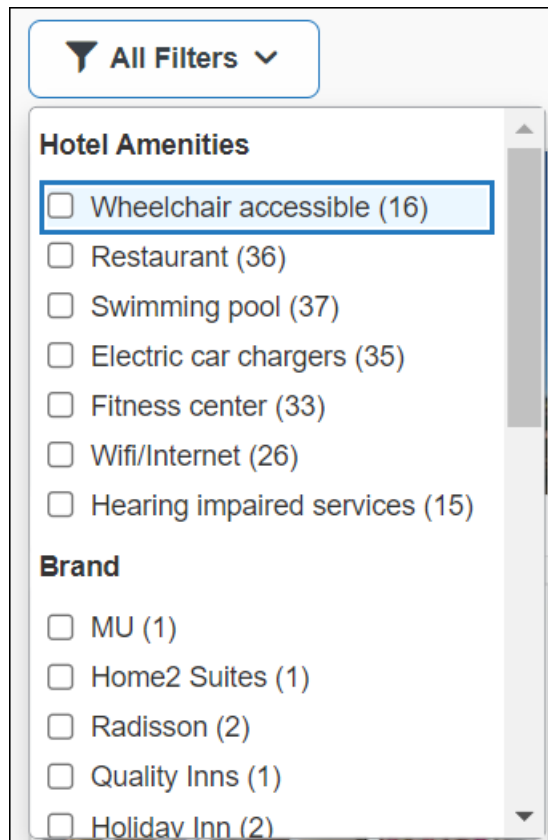 All Filters
Hotel Amenities
Wheelchair accessible (16)
Restaurant (36)
Swimming pool (37)
Electric car chargers (35)
Fitness center (33)
Wifi/Internet (26)
Hearing impaired services (15)
Brand
MU (1)
Home2 Suites (1)
Radisson (2)
Quality Inns (1)
Holiday Inn (2)